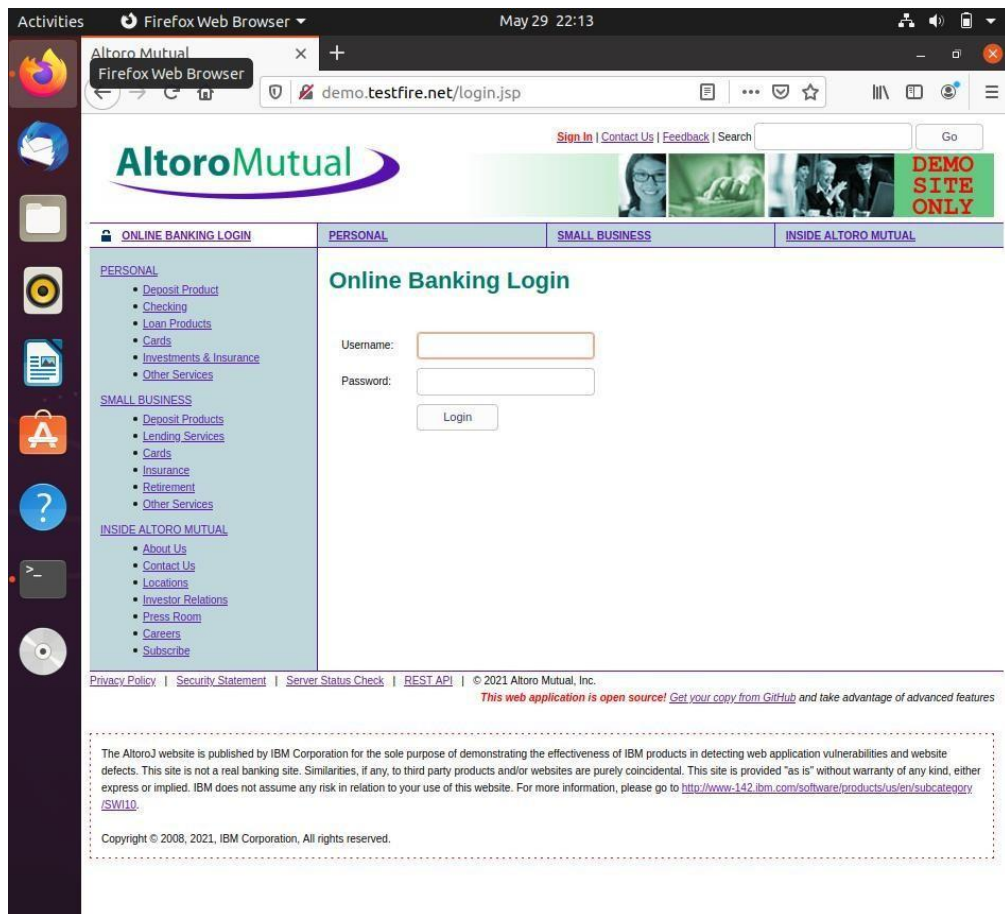 Activities Firefox Web Browser May 29 22:13
Altoro Mutual
Firefox Web Browser
demo.testfire.net/login.jsp
Sign In | Contact Us | Feedback | Search Go
AltoroMutual
DEMO
SITE
ONLY
ONLINE BANKING LOGIN PERSONAL SMALL BUSINESS INSIDE ALTORO MUTUAL
PERSONAL
Deposit Product
Checking
Loan Products
Cards
Investments & Insurance
Other Services
SMALL BUSINESS
Deposit Products
Lending Services
Cards
Insurance
Retirement
Other Services
INSIDE ALTORO MUTUAL
About Us
Contact Us
Locations
Investor Relations
Press Room
Careers
Subscribe
Online Banking Login
Username:
Password:
Login
Privacy Policy | Security Statement | Server Status Check | REST API | © 2021 Altoro Mutual, Inc.
This web application is open source! Get your copy from GitHub and take advantage of advanced features
The AltoroJ website is published by IBM Corporation for the sole purpose of demonstrating the effectiveness of IBM products in detecting web application vulnerabilities and website
defects. This site is not a real banking site. Similarities, if any, to third party products and/or websites are purely coincidental. This site is provided "as is" without warranty of any kind, either
express or implied. IBM does not assume any risk in relation to your use of this website. For more information, please go to http://www-142.ibm.com/software/products/us/en/subcategory
/SWI10.
Copyright © 2008, 2021, IBM Corporation, All rights reserved.